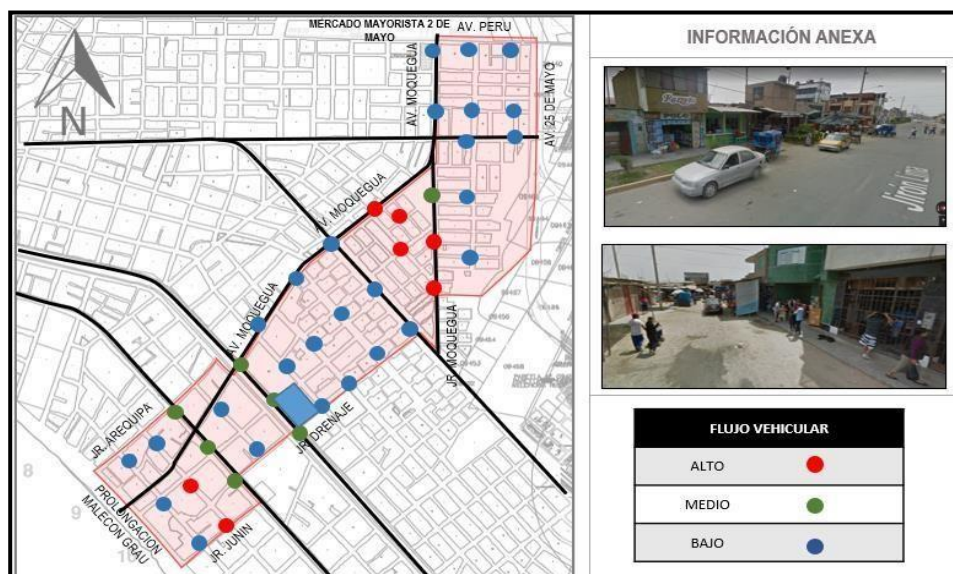 MERCADO MAYORISTA 2 DE
MAYO
AV. PERU
AV. MOQUEGUA
AV. 25 DE MAYO
N
AV. MOQUEGUA
AV. MOQUEGUA
JR. MOQUEGUA
JR. DRENAJE
JR. AREQUIPA
PROLONGACION
MALECON GRAU
JR. JUNIN
8
9
10
INFORMACIÓN ANEXA
FLUJO VEHICULAR
ALTO
MEDIO
BAJO